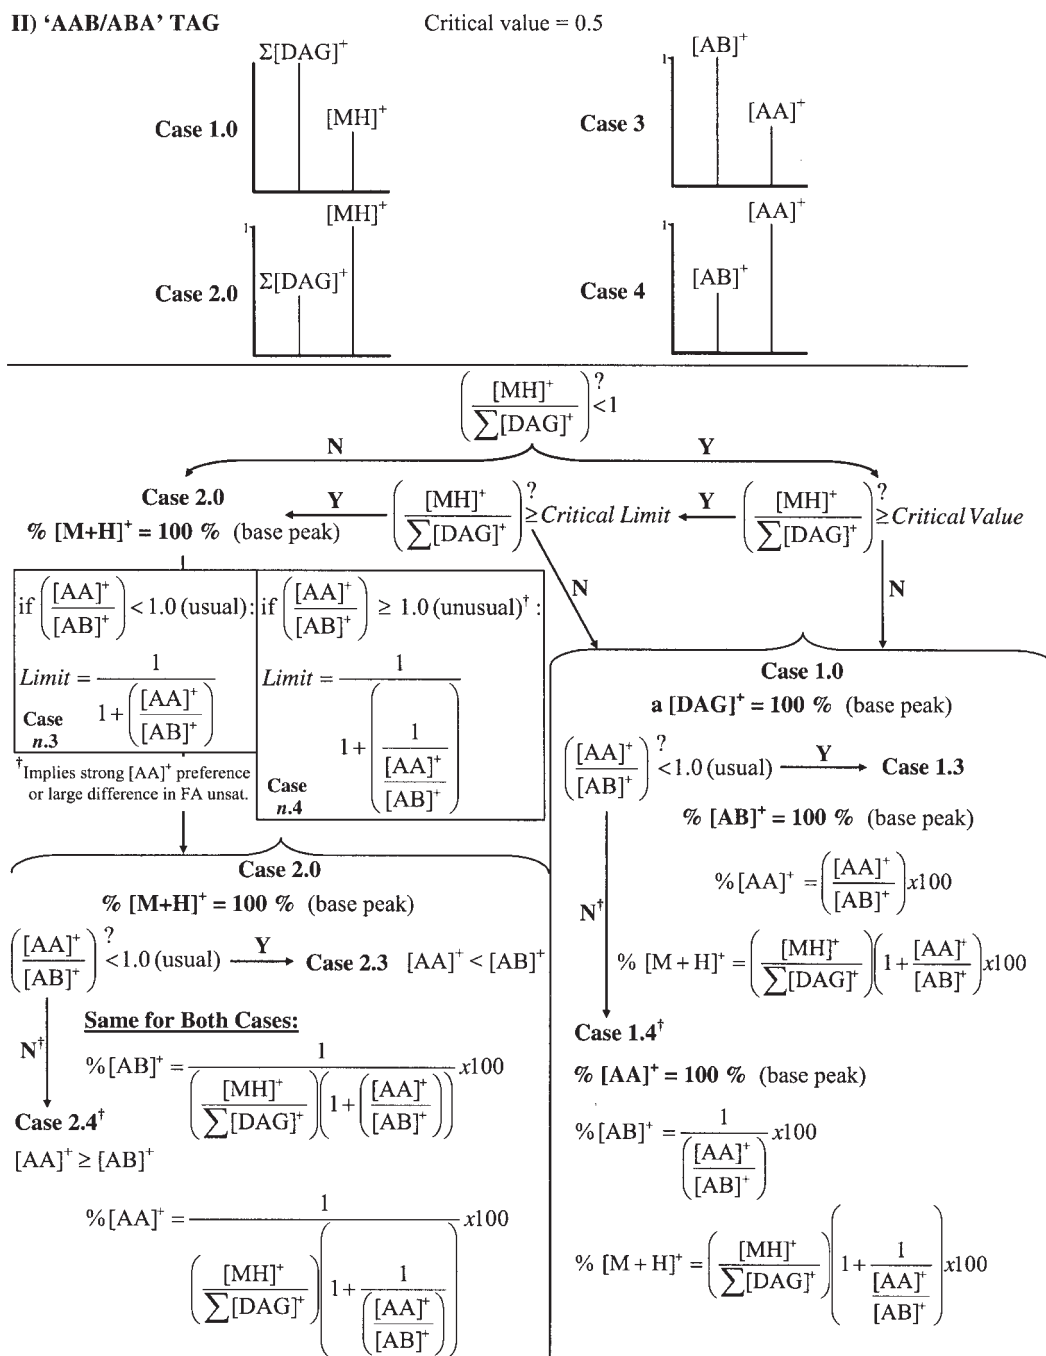 II) ‘AAB/ABA’ TAG Critical value = 0.5
Σ[DAG]⁺
[MH]⁺
Case 1.0
1
[AB]⁺
[AA]⁺
Case 3
1
[MH]⁺
Σ[DAG]⁺
Case 2.0
1
[AA]⁺
[AB]⁺
Case 4
([MH]⁺ / ∑[DAG]⁺) <1 ?
N Y
Case 2.0
% [M+H]⁺ = 100 % (base peak)
Y
([MH]⁺ / ∑[DAG]⁺) ≥ Critical Limit ?
Y
([MH]⁺ / ∑[DAG]⁺) ≥ Critical Value ?
N
N
if ([AA]⁺ / [AB]⁺) < 1.0 (usual):
Limit = 1 / (1 + ([AA]⁺ / [AB]⁺))
Case
n.3
if ([AA]⁺ / [AB]⁺) ≥ 1.0 (unusual)† :
Limit = 1 / (1 + (1 / ([AA]⁺ / [AB]⁺)))
Case
n.4
†Implies strong [AA]⁺ preference
or large difference in FA unsat.
Case 2.0
% [M+H]⁺ = 100 % (base peak)
([AA]⁺ / [AB]⁺) <1.0 (usual) ? Y Case 2.3 [AA]⁺ < [AB]⁺
N†
Same for Both Cases:
%[AB]⁺ = 1 / (([MH]⁺ / ∑[DAG]⁺)(1 + ([AA]⁺ / [AB]⁺))) x100
Case 2.4†
[AA]⁺ ≥ [AB]⁺
%[AA]⁺ = 1 / (([MH]⁺ / ∑[DAG]⁺)(1 + 1 / ([AA]⁺ / [AB]⁺))) x100
Case 1.0
a [DAG]⁺ = 100 % (base peak)
([AA]⁺ / [AB]⁺) <1.0 (usual) ? Y Case 1.3
% [AB]⁺ = 100 % (base peak)
%[AA]⁺ = ([AA]⁺ / [AB]⁺) x100
N†
% [M + H]⁺ = ([MH]⁺ / ∑[DAG]⁺)(1 + [AA]⁺ / [AB]⁺) x100
Case 1.4†
% [AA]⁺ = 100 % (base peak)
%[AB]⁺ = 1 / ([AA]⁺ / [AB]⁺) x100
% [M + H]⁺ = ([MH]⁺ / ∑[DAG]⁺)(1 + 1 / ([AA]⁺ / [AB]⁺)) x100